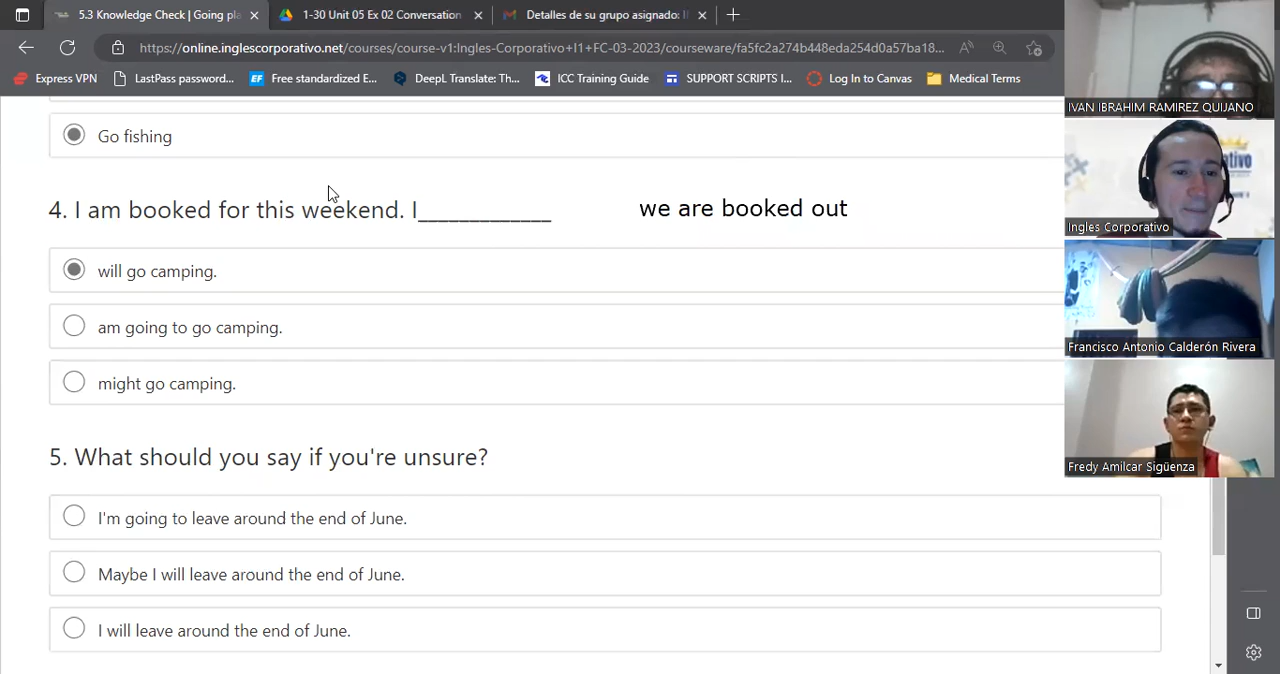 5.3 Knowledge Check | Going pla
1-30 Unit 05 Ex 02 Conversation
Detalles de su grupo asignado: I
https://online.inglescorporativo.net/courses/course-v1:Ingles-Corporativo+I1+FC-03-2023/courseware/fa5fc2a274b448eda254d0a57ba18...
Express VPN
LastPass password...
EF Free standardized E...
DeepL Translate: Th...
ICC Training Guide
SUPPORT SCRIPTS I...
Log In to Canvas
Medical Terms
Go fishing
4. I am booked for this weekend. I____________
we are booked out
will go camping.
am going to go camping.
might go camping.
5. What should you say if you're unsure?
I'm going to leave around the end of June.
Maybe I will leave around the end of June.
I will leave around the end of June.
IVAN IBRAHIM RAMIREZ QUIJANO
Ingles Corporativo
Francisco Antonio Calderón Rivera
Fredy Amilcar Sigüenza